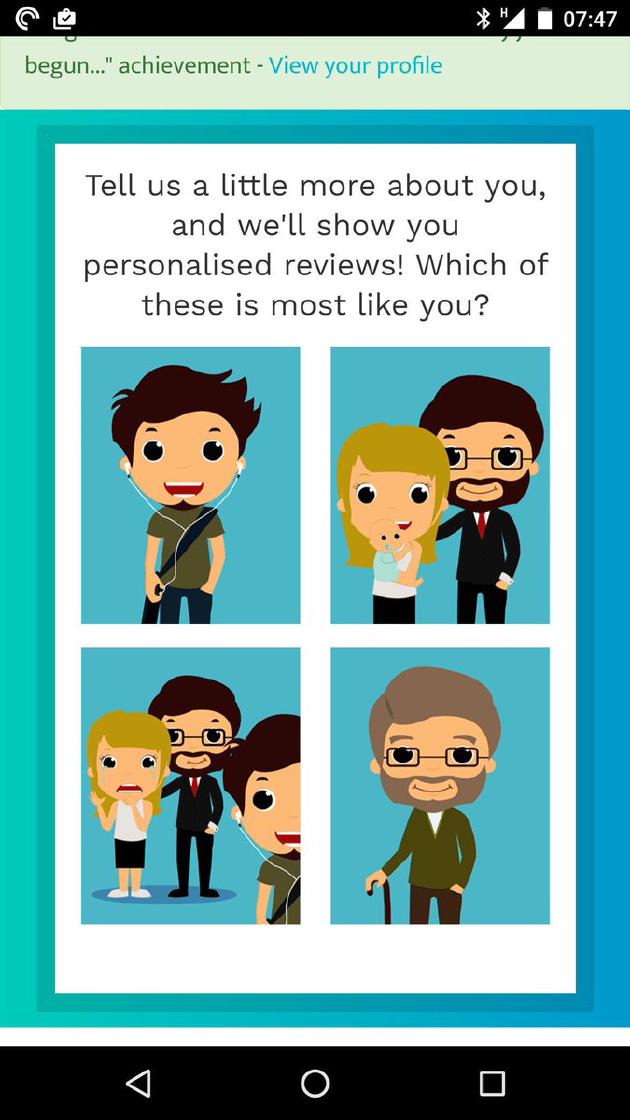 H 07:47
begun..." achievement - View your profile
Tell us a little more about you,
and we'll show you
personalised reviews! Which of
these is most like you?